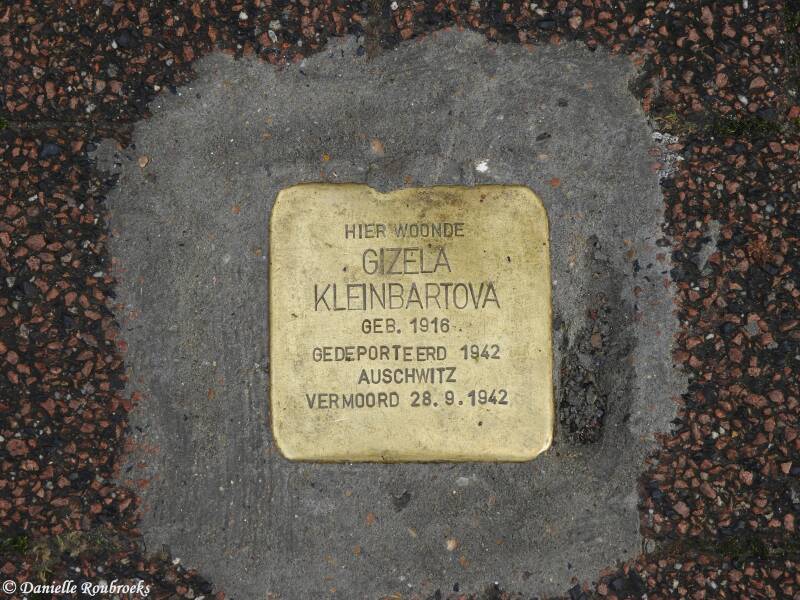 HIER WOONDE
GIZELA
KLEINBARTOVA
GEB. 1916
GEDEPORTEERD 1942
AUSCHWITZ
VERMOORD 28.9.1942
© Danielle Roubroeks